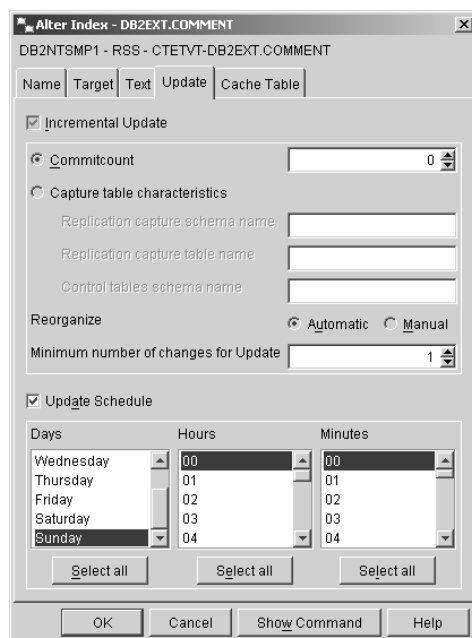 Alter Index - DB2EXT.COMMENT
DB2NTSMP1 - RSS - CTETVT-DB2EXT.COMMENT
Name Target Text Update Cache Table
Incremental Update
Commitcount 0
Capture table characteristics
Replication capture schema name
Replication capture table name
Control tables schema name
Reorganize Automatic Manual
Minimum number of changes for Update 1
Update Schedule
Days Hours Minutes
Wednesday 00 00
Thursday 01 01
Friday 02 02
Saturday 03 03
Sunday 04 04
Select all Select all Select all
OK Cancel Show Command Help